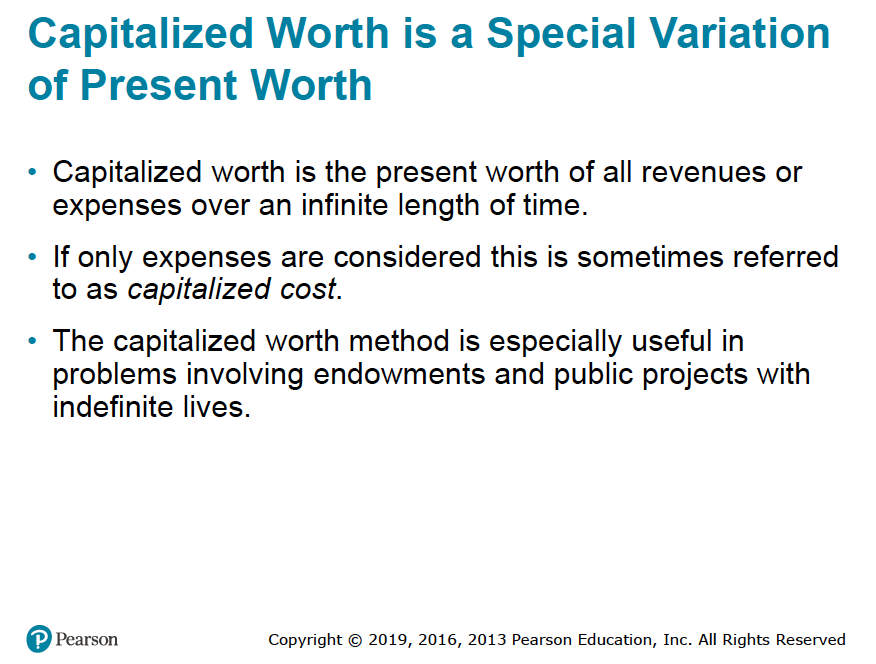 Capitalized Worth is a Special Variation
of Present Worth
• Capitalized worth is the present worth of all revenues or
expenses over an infinite length of time.
• If only expenses are considered this is sometimes referred
to as capitalized cost.
• The capitalized worth method is especially useful in
problems involving endowments and public projects with
indefinite lives.
P Pearson
Copyright © 2019, 2016, 2013 Pearson Education, Inc. All Rights Reserved